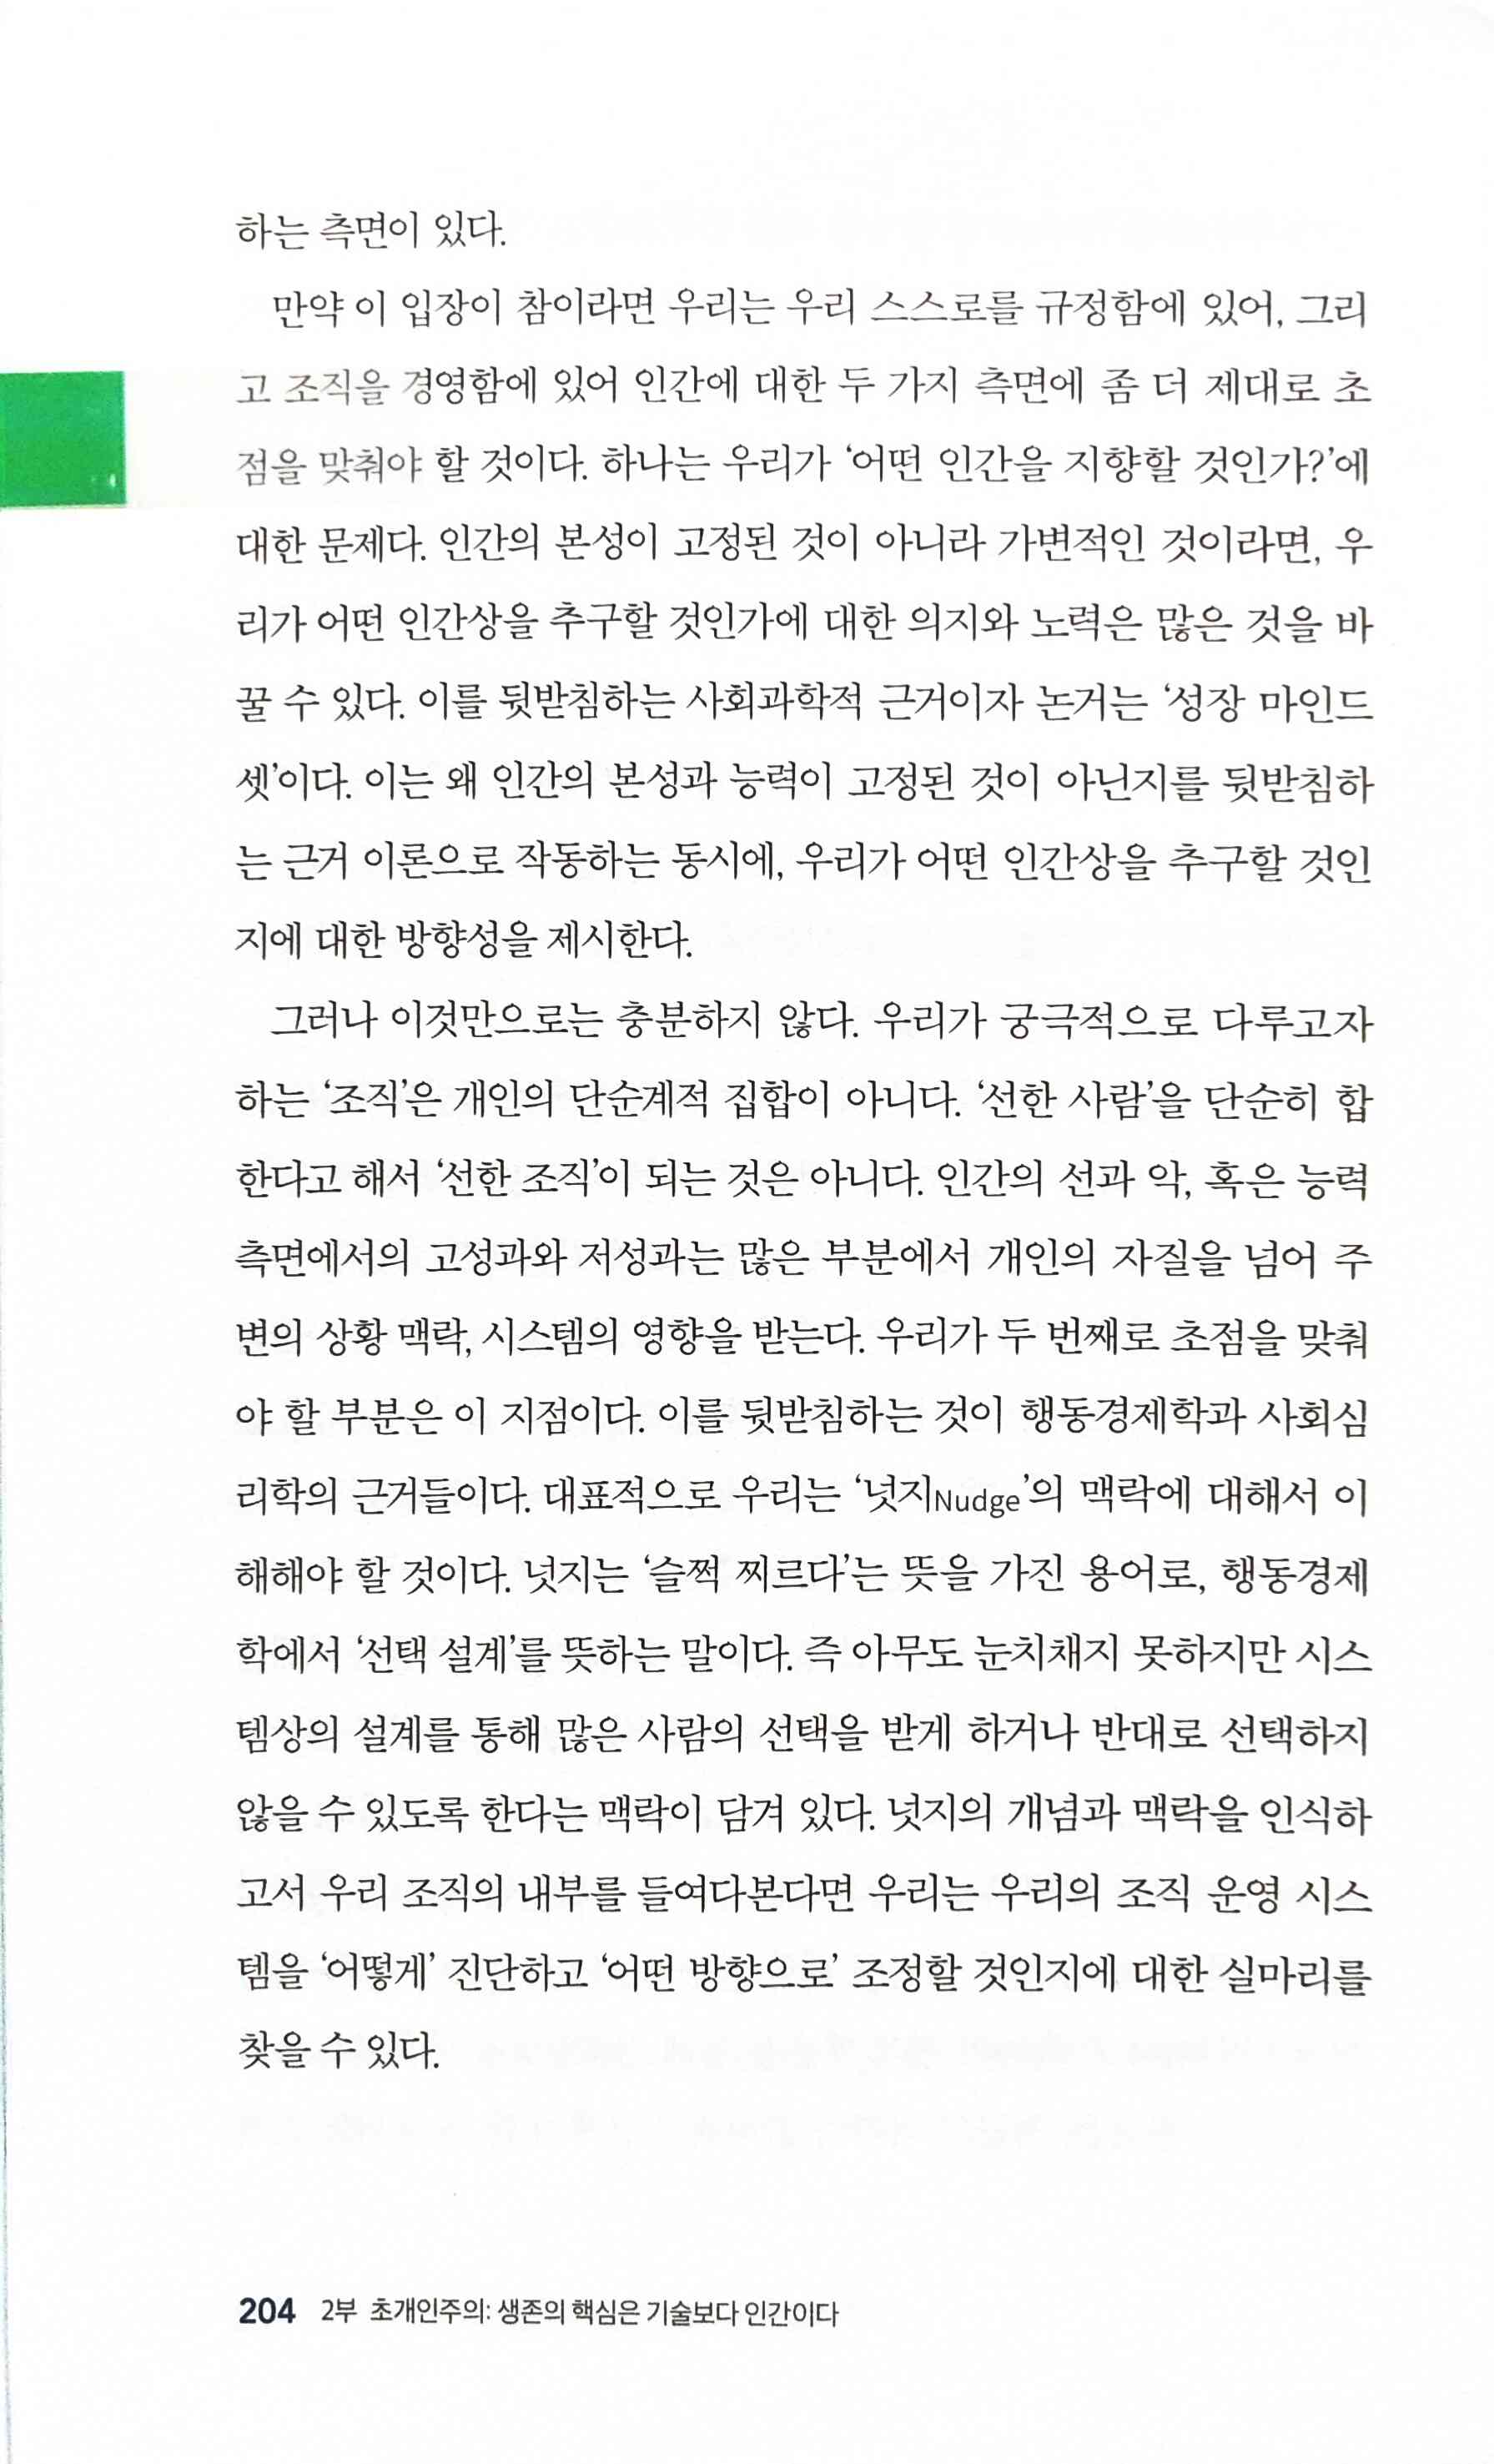 하는 측면이 있다.
만약 이 입장이 참이라면 우리는 우리 스스로를 규정함에 있어, 그리
고 조직을 경영함에 있어 인간에 대한 두 가지 측면에 좀 더 제대로 초
점을 맞춰야 할 것이다. 하나는 우리가 ‘어떤 인간을 지향할 것인가?’에
대한 문제다. 인간의 본성이 고정된 것이 아니라 가변적인 것이라면, 우
리가 어떤 인간상을 추구할 것인가에 대한 의지와 노력은 많은 것을 바
꿀 수 있다. 이를 뒷받침하는 사회과학적 근거이자 논거는 ‘성장 마인드
셋’이다. 이는 왜 인간의 본성과 능력이 고정된 것이 아닌지를 뒷받침하
는 근거 이론으로 작동하는 동시에, 우리가 어떤 인간상을 추구할 것인
지에 대한 방향성을 제시한다.
그러나 이것만으로는 충분하지 않다. 우리가 궁극적으로 다루고자
하는 ‘조직’은 개인의 단순계적 집합이 아니다. ‘선한 사람’을 단순히 합
한다고 해서 ‘선한 조직’이 되는 것은 아니다. 인간의 선과 악, 혹은 능력
측면에서의 고성과와 저성과는 많은 부분에서 개인의 자질을 넘어 주
변의 상황 맥락, 시스템의 영향을 받는다. 우리가 두 번째로 초점을 맞춰
야 할 부분은 이 지점이다. 이를 뒷받침하는 것이 행동경제학과 사회심
리학의 근거들이다. 대표적으로 우리는 ‘넛지Nudge’의 맥락에 대해서 이
해해야 할 것이다. 넛지는 ‘슬쩍 찌르다’는 뜻을 가진 용어로, 행동경제
학에서 ‘선택 설계’를 뜻하는 말이다. 즉 아무도 눈치채지 못하지만 시스
템상의 설계를 통해 많은 사람의 선택을 받게 하거나 반대로 선택하지
않을 수 있도록 한다는 맥락이 담겨 있다. 넛지의 개념과 맥락을 인식하
고서 우리 조직의 내부를 들여다본다면 우리는 우리의 조직 운영 시스
템을 ‘어떻게’ 진단하고 ‘어떤 방향으로’ 조정할 것인지에 대한 실마리를
찾을 수 있다.
204 2부 초개인주의: 생존의 핵심은 기술보다 인간이다